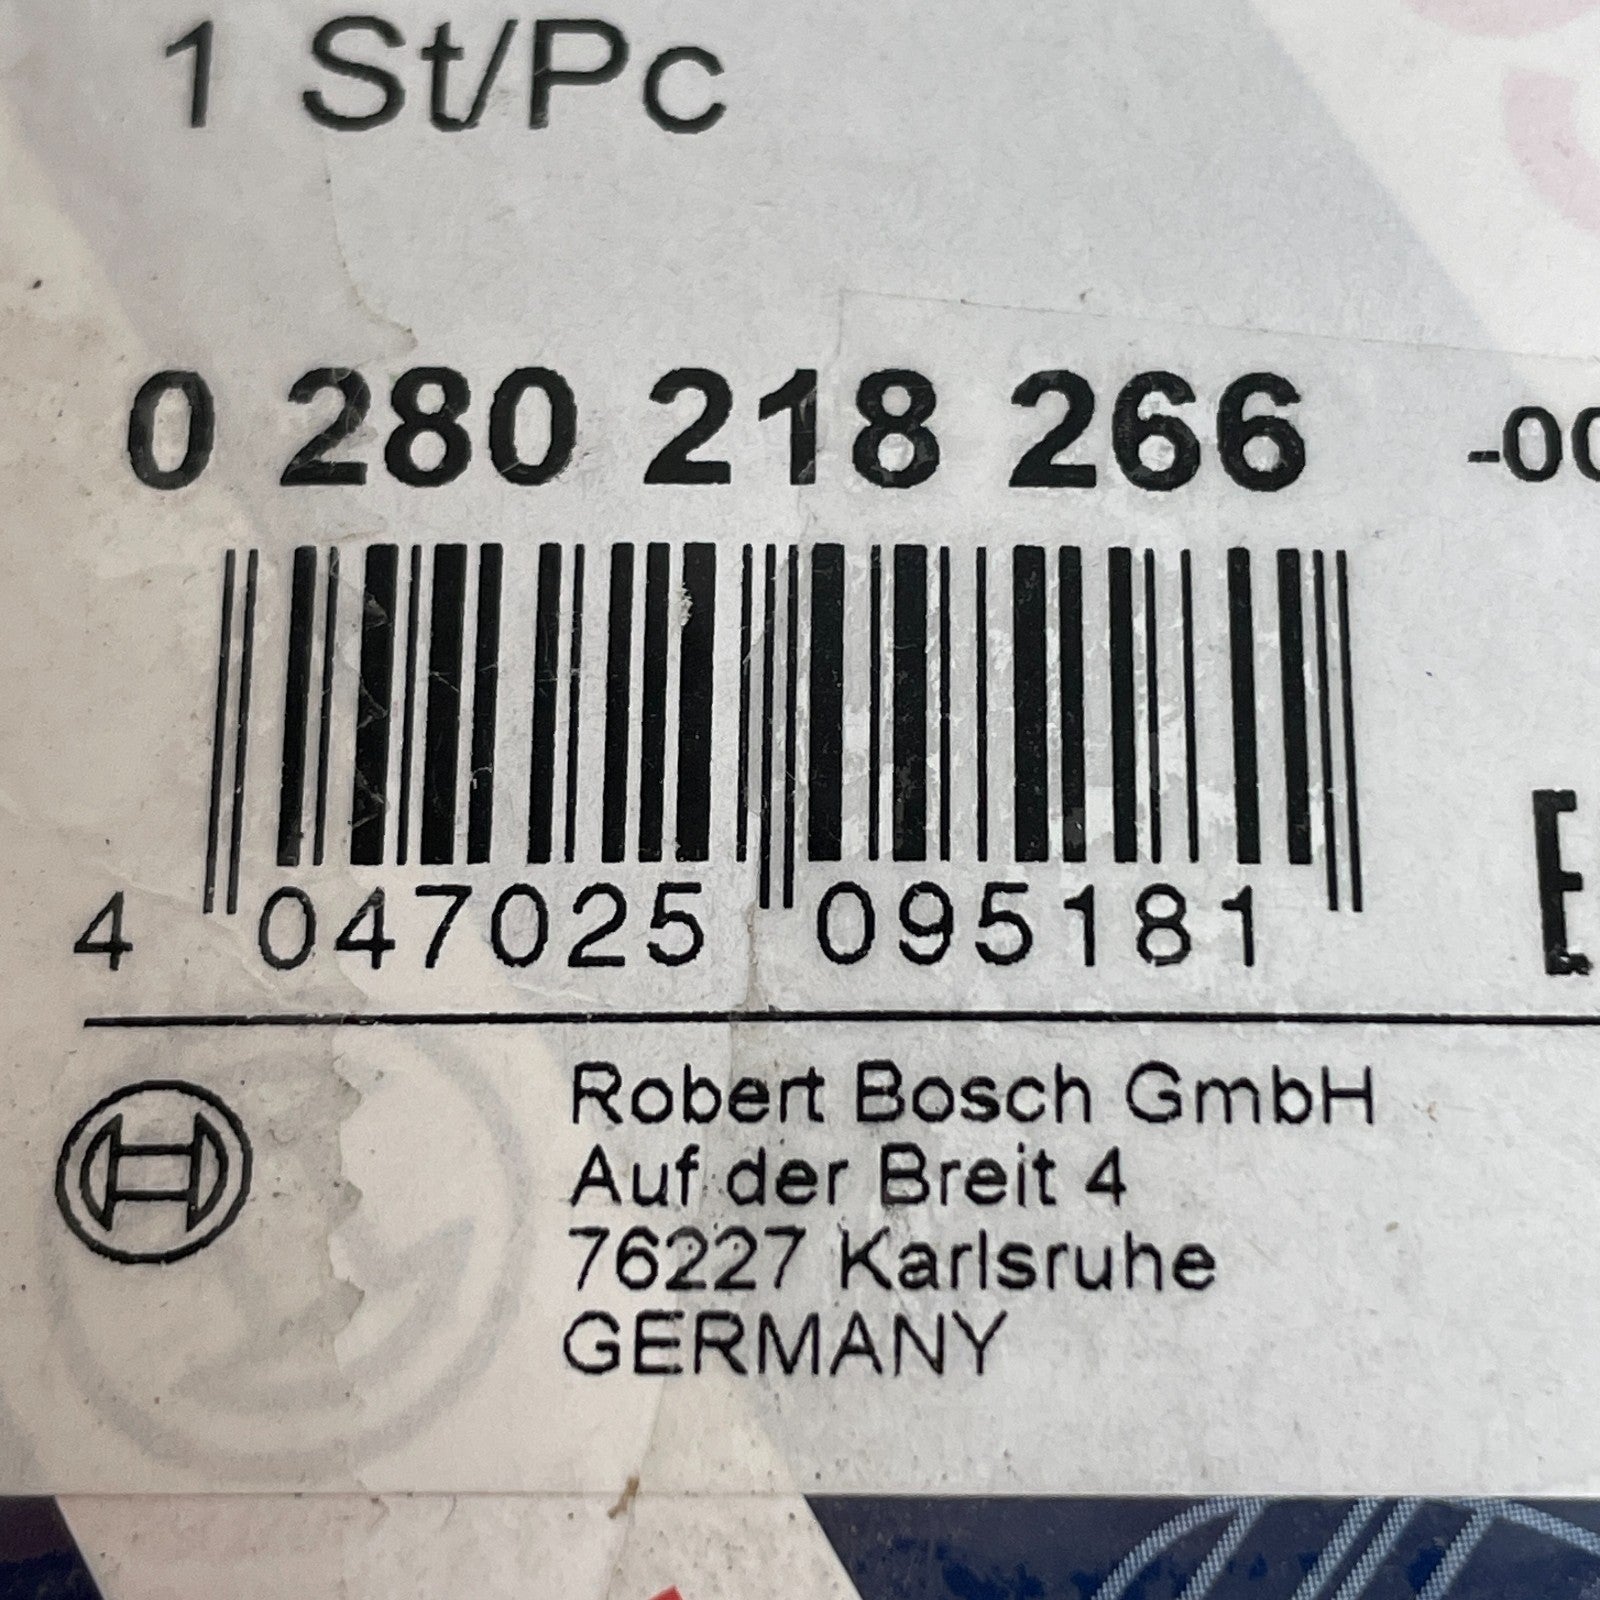 1 St/Pc
0 280 218 266 -00
4 047025 095181
E
Robert Bosch GmbH
Auf der Breit 4
76227 Karlsruhe
GERMANY